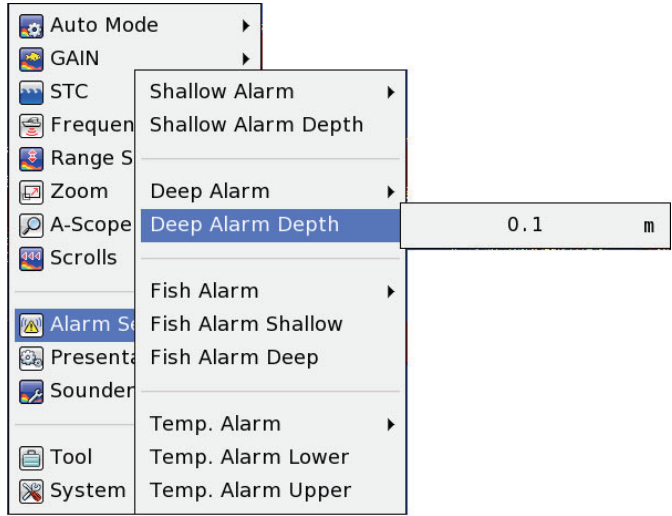 Auto Mode
GAIN
STC
Frequen
Range S
Zoom
A-Scope
Scrolls
Alarm Se
Presenta
Sounder
Tool
System
Shallow Alarm
Shallow Alarm Depth
Deep Alarm
Deep Alarm Depth
Fish Alarm
Fish Alarm Shallow
Fish Alarm Deep
Temp. Alarm
Temp. Alarm Lower
Temp. Alarm Upper
0.1 m